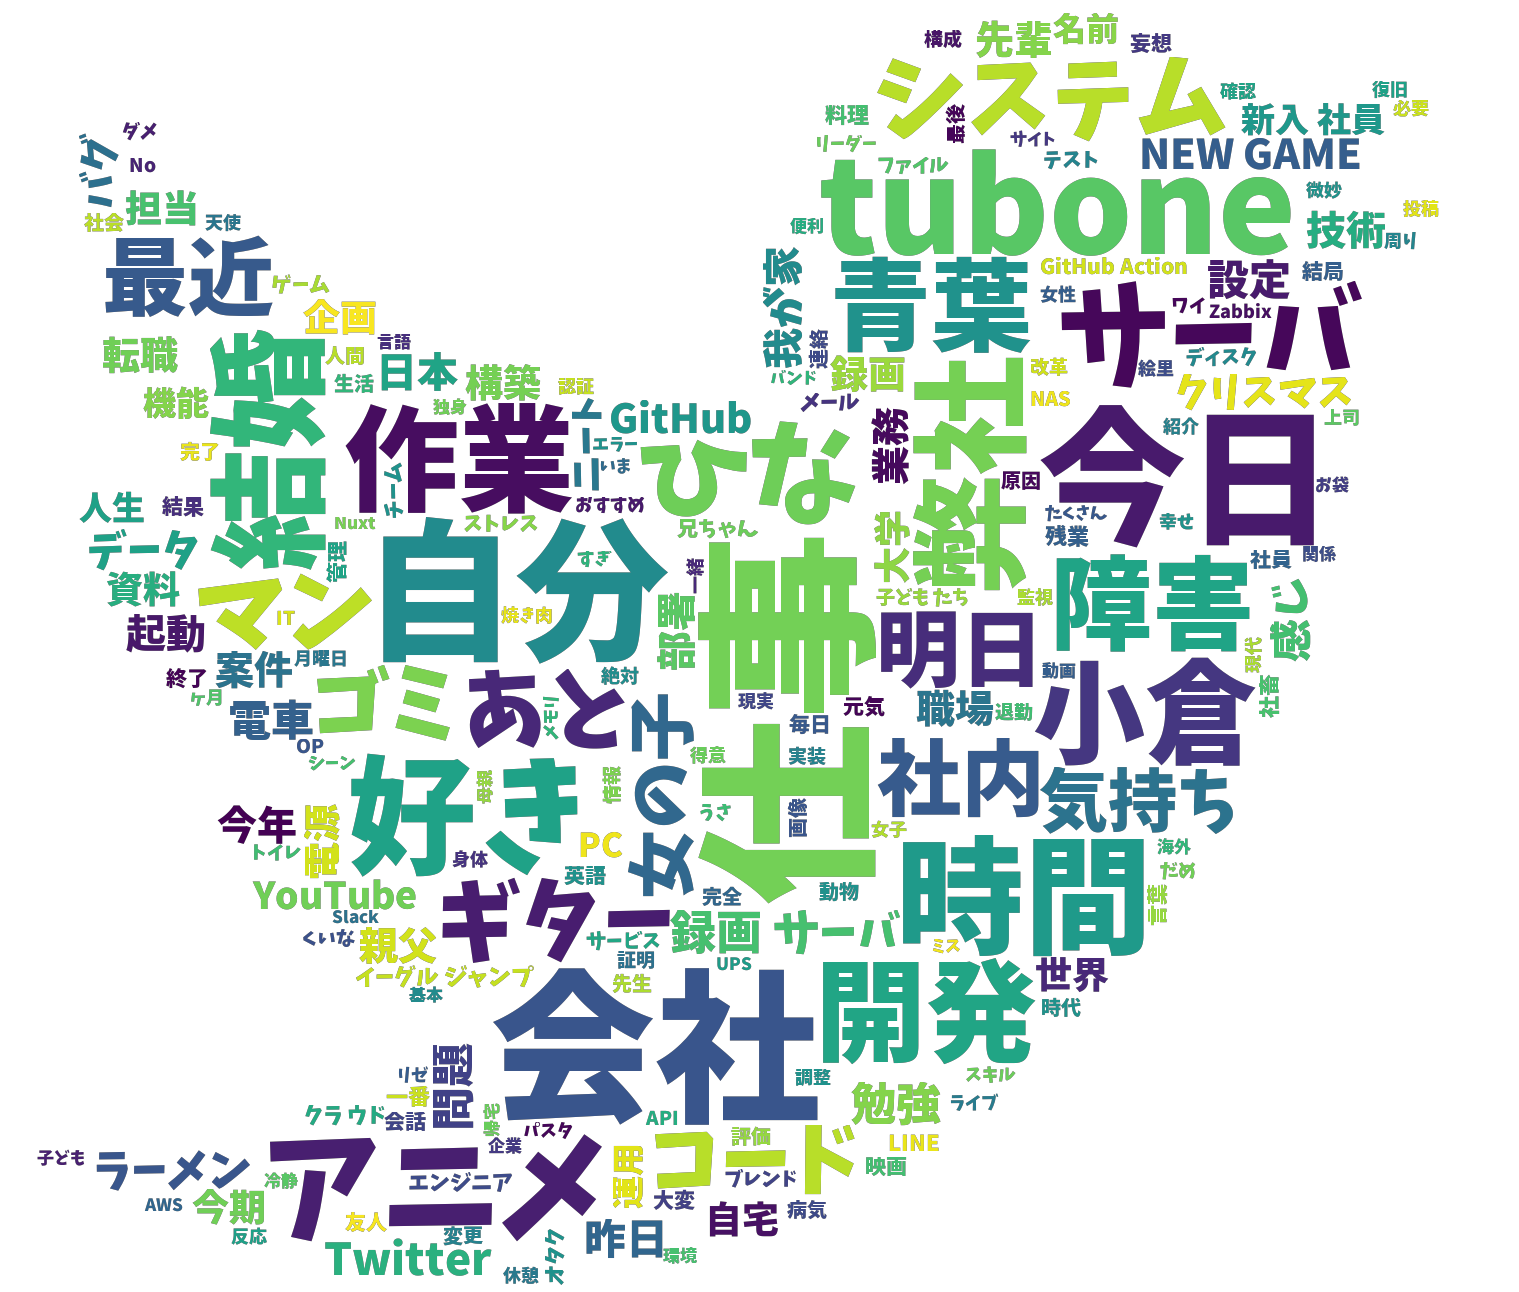 構成
先輩
名前
妄想
システム
料理
最後
リーダー
サイト
ファイル
テスト
確認
復旧
必要
新入 社員
NEW GAME
tubone
微妙
投稿
便利
技術
周り
ダメ
バグ
No
担当
社会
天使
最近
ゲーム
企画
言語
人間
転職
結婚
生活
日本
構築
機能
独身
認証
完了
我が家
青葉
GitHub Action
設定
結局
女性
サーバ
ワイ
Zabbix
連絡
ディスク
バンド
録画
弊社
改革
絵里
クリスマス
NAS
メール
業務
上司
紹介
今日
作業
ミー
GitHub
エラー
いま
チーム
おすすめ
ひな
原因
お袋
人生
結果
データ
Nuxt
ストレス
兄ちゃん
大学
たくさん
残業
幸せ
管理
資料
自分
すぎ
一緒
仕事
社員
関係
マン
IT
焼き肉
部署
子ども たち
監視
障害
感じ
起動
案件
月曜日
明日
現代
終了
ケ月
ゴミ
あと
絶対
現実
元気
動画
小倉
社畜
電車
メモリ
女の子
毎日
職場
退勤
OP
シーン
得意
実装
社内
気持ち
好き
母親
情報
うさ
画像
女子
今年
電源
トイレ
身体
PC
英語
完全
動物
時間
海外
だめ
言葉
YouTube
Slack
ギター
録画 サーバ
くいな
親父
サービス
証明
UPS
ミス
イーグル ジャンプ
基本
先生
会社
開発
世界
時代
リゼ
問題
調整
スキル
一番
会話
クラウド
帰宅
API
勉強
ライブ
パスタ
企業
アニメ
エンジニア
運用
コード
評価
ブレンド
LINE
映画
子ども
ラーメン
冷静
AWS
今期
反応
友人
変更
大変
自宅
病気
Twitter
休憩
オタク
昨日
環境